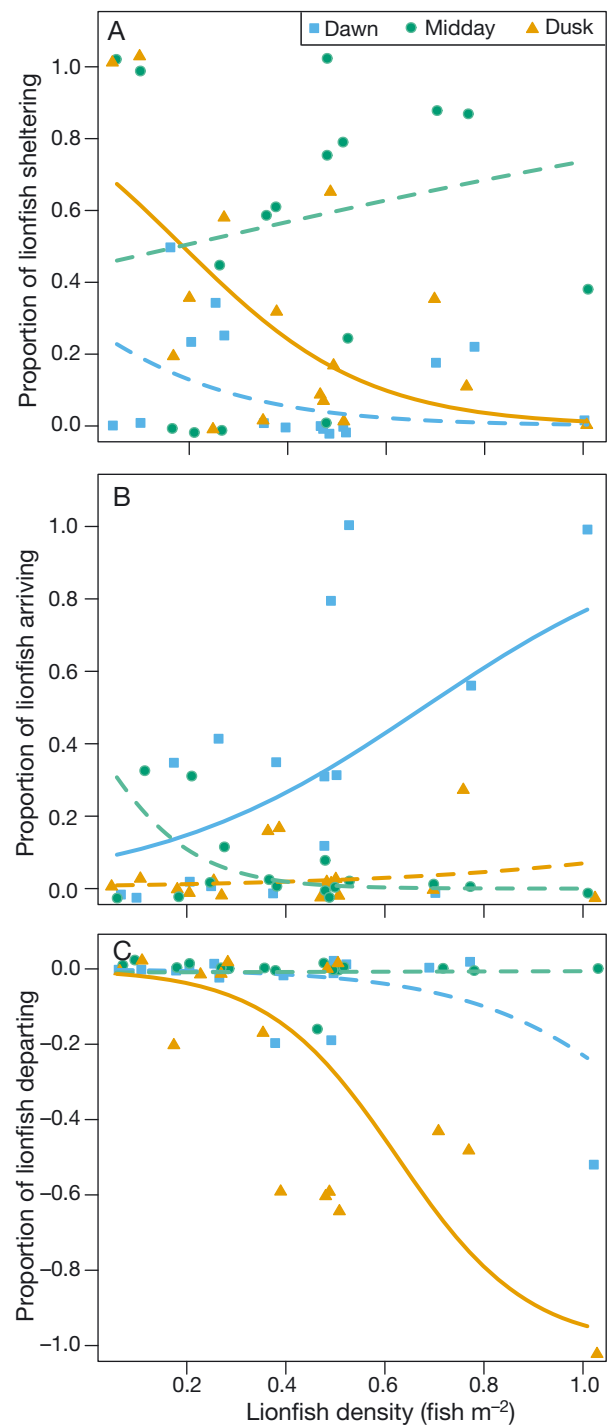 A
Dawn Midday Dusk
1.0
0.8
0.6
0.4
0.2
0.0
Proportion of lionfish sheltering
B
1.0
0.8
0.6
0.4
0.2
0.0
Proportion of lionfish arriving
C
0.0
−0.2
−0.4
−0.6
−0.8
−1.0
Proportion of lionfish departing
0.2 0.4 0.6 0.8 1.0
Lionfish density (fish m⁻²)